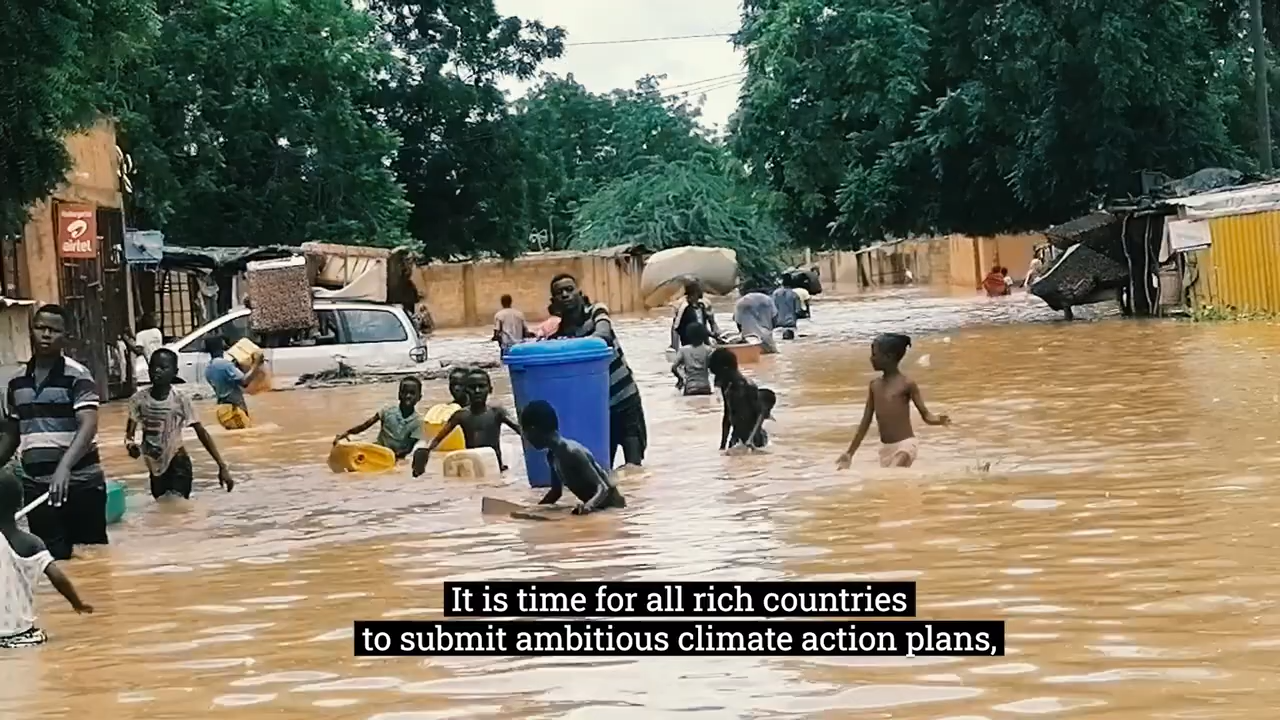 airtel
It is time for all rich countries
to submit ambitious climate action plans,